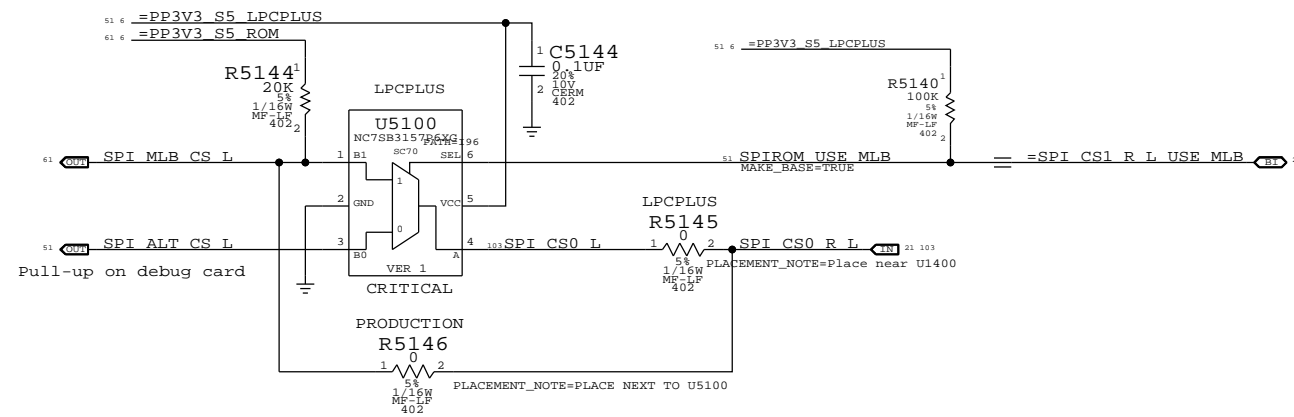 51 6 =PP3V3_S5_LPCPLUS
61 6 =PP3V3_S5_ROM
R5144
1
20K
5%
1/16W
MF-LF
402
2
LPCPLUS
1 C5144
0.1UF
20%
10V
2 CERM
402
51 6 =PP3V3_S5_LPCPLUS
R5140
1
100K
5%
1/16W
MF-LF
402
2
U5100
NC7SB3157P6XG
PATH=I96
SC70
61 OUT SPI_MLB_CS_L 1 B1 SEL 6
51 SPIROM_USE_MLB
MAKE_BASE=TRUE
=SPI_CS1_R_L_USE_MLB BI
1
2 GND VCC 5
0
51 OUT SPI_ALT_CS_L 3 B0 A 4
103 SPI_CS0_L
Pull-up on debug card
VER 1
CRITICAL
LPCPLUS
R5145
1 0 2
5%
1/16W
MF-LF
402
SPI_CS0_R_L IN 21 103
PLACEMENT_NOTE=Place near U1400
PRODUCTION
R5146
1 0 2
5%
1/16W
MF-LF
402
PLACEMENT_NOTE=PLACE NEXT TO U5100